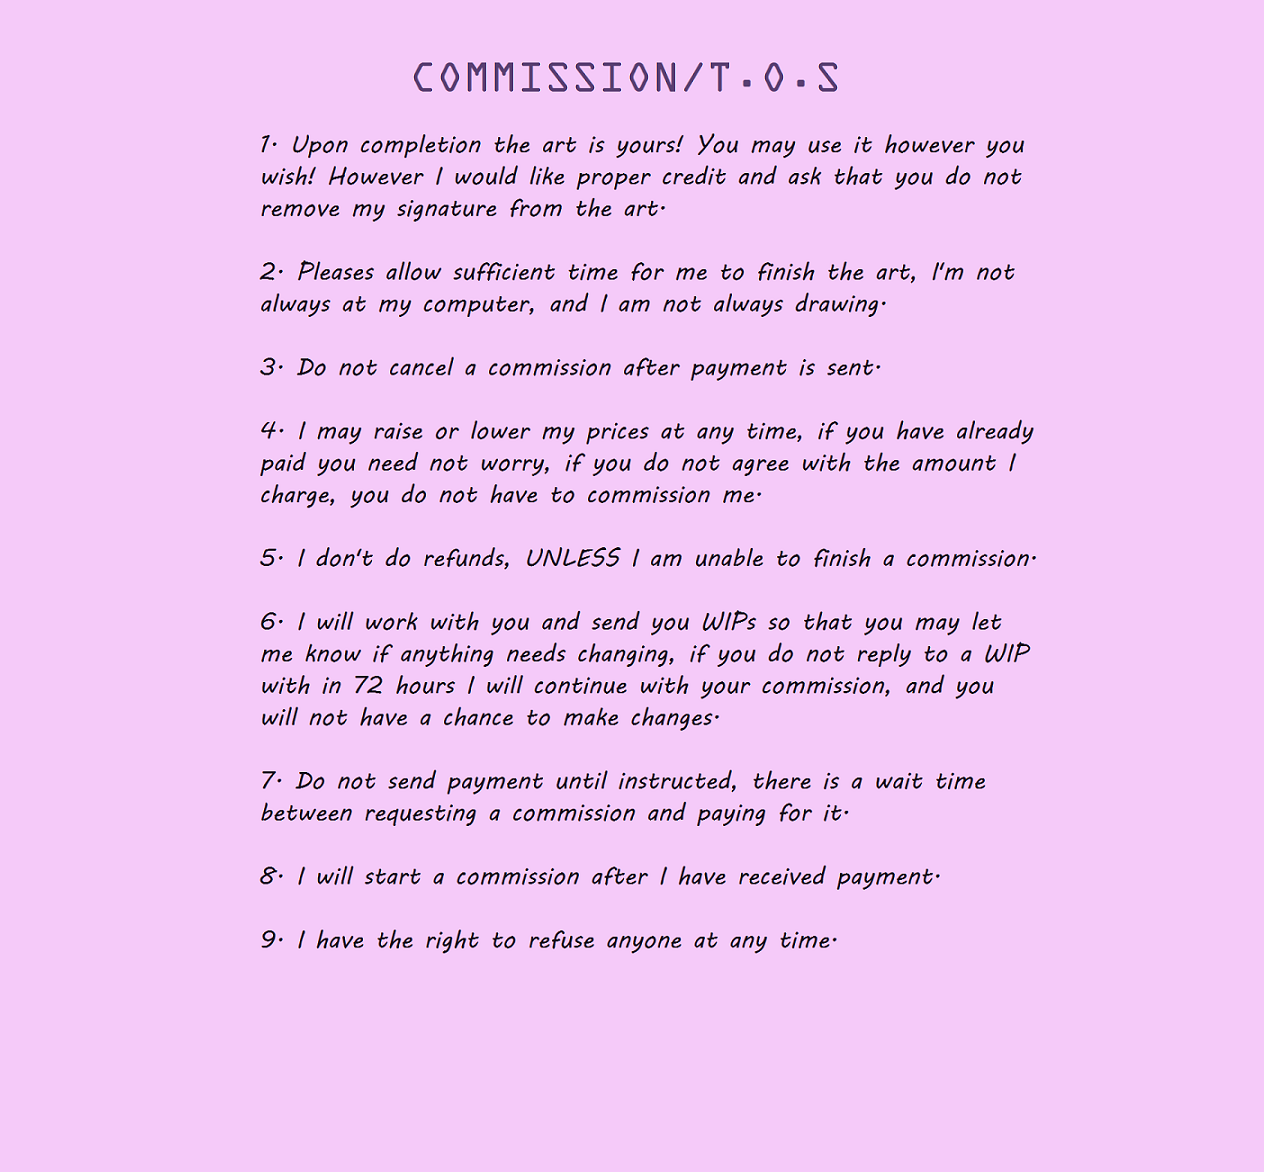 COMMISSION/T.O.S
1. Upon completion the art is yours! You may use it however you
wish! However I would like proper credit and ask that you do not
remove my signature from the art.
2. Pleases allow sufficient time for me to finish the art, I'm not
always at my computer, and I am not always drawing.
3. Do not cancel a commission after payment is sent.
4. I may raise or lower my prices at any time, if you have already
paid you need not worry, if you do not agree with the amount I
charge, you do not have to commission me.
5. I don't do refunds, UNLESS I am unable to finish a commission.
6. I will work with you and send you WIPs so that you may let
me know if anything needs changing, if you do not reply to a WIP
with in 72 hours I will continue with your commission, and you
will not have a chance to make changes.
7. Do not send payment until instructed, there is a wait time
between requesting a commission and paying for it.
8. I will start a commission after I have received payment.
9. I have the right to refuse anyone at any time.